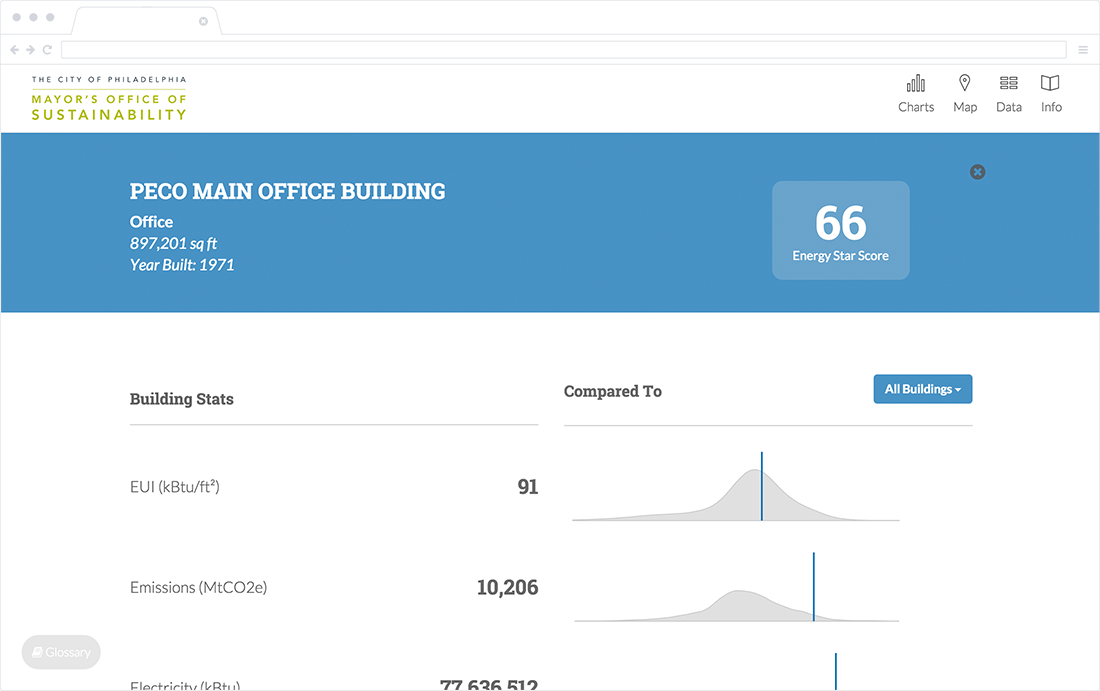 THE CITY OF PHILADELPHIA
MAYOR'S OFFICE OF
SUSTAINABILITY
Charts
Map
Data
Info
PECO MAIN OFFICE BUILDING
Office
897,201 sq ft
Year Built: 1971
66
Energy Star Score
Building Stats
Compared To
All Buildings
EUI (kBtu/ft²)
91
Emissions (MtCO2e)
10,206
Glossary
Electricity (kBtu)
77,636,512